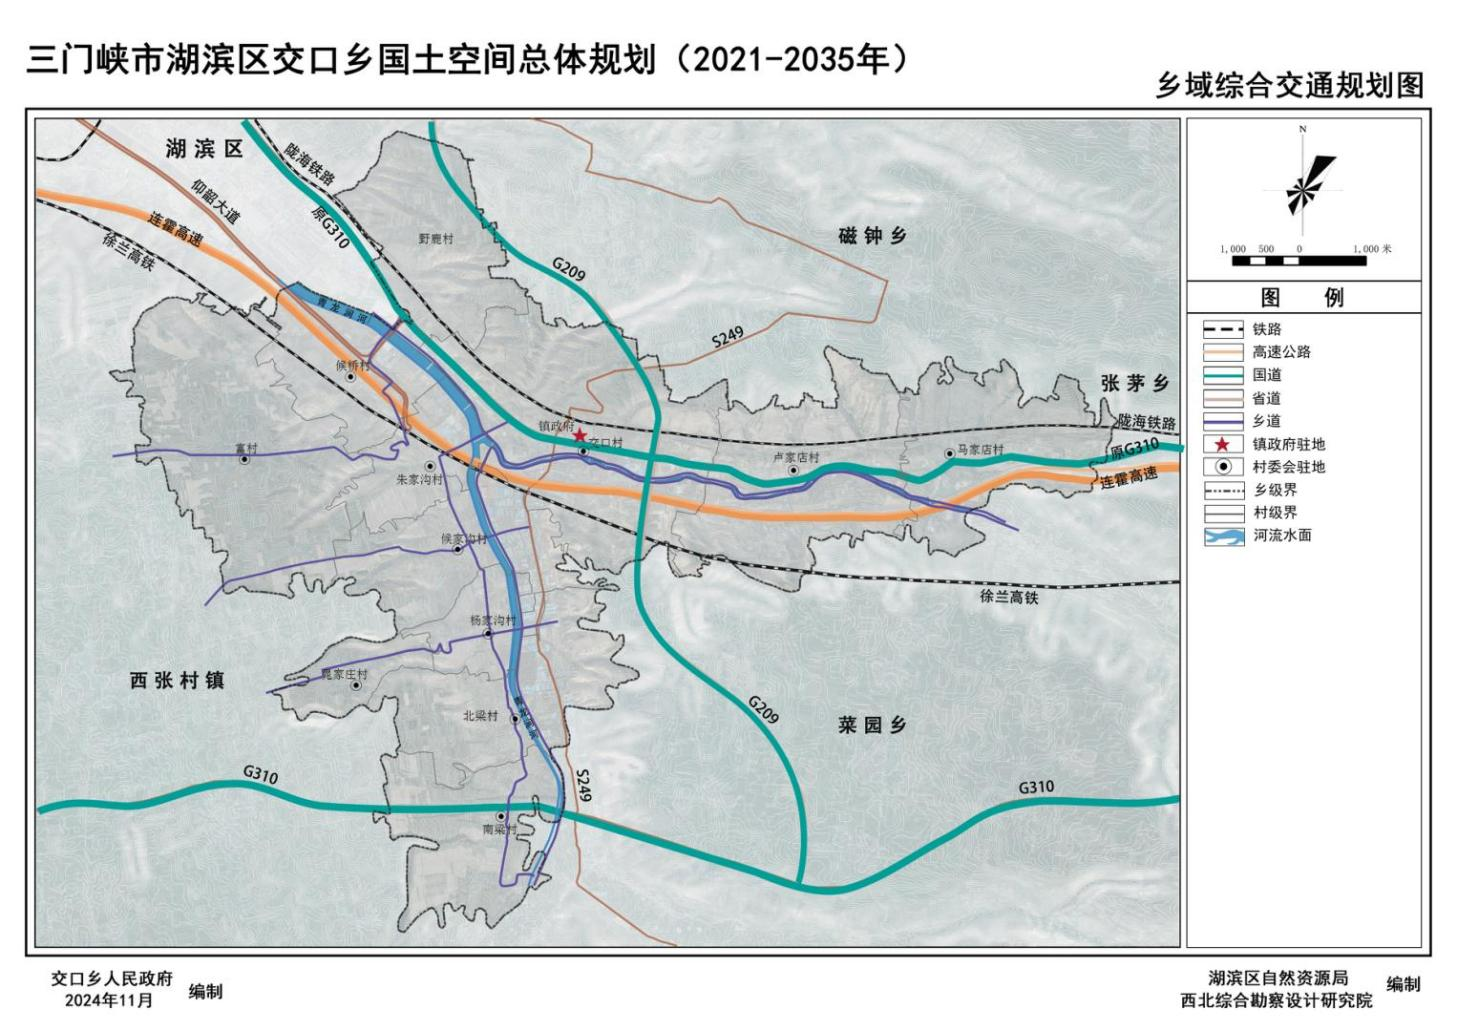 三门峡市湖滨区交口乡国土空间总体规划（2021-2035年）
乡域综合交通规划图
湖滨区
陇海铁路
仰韶大道
原G310
连霍高速
徐兰高铁
野鹿村
磁钟乡
G209
青龙涧河
S249
候桥村
张茅乡
陇海铁路
镇政府
交口村
原G310
富村
卢家店村
马家店村
朱家沟村
连霍高速
候家沟村
徐兰高铁
杨家沟村
西张村镇
晁家庄村
北梁村
G209
菜园乡
G310
S249
G310
南梁村
N
1,000 500 0 1,000 米
图 例
铁路
高速公路
国道
省道
乡道
镇政府驻地
村委会驻地
乡级界
村级界
河流水面
交口乡人民政府
2024年11月
编制
湖滨区自然资源局
西北综合勘察设计研究院
编制